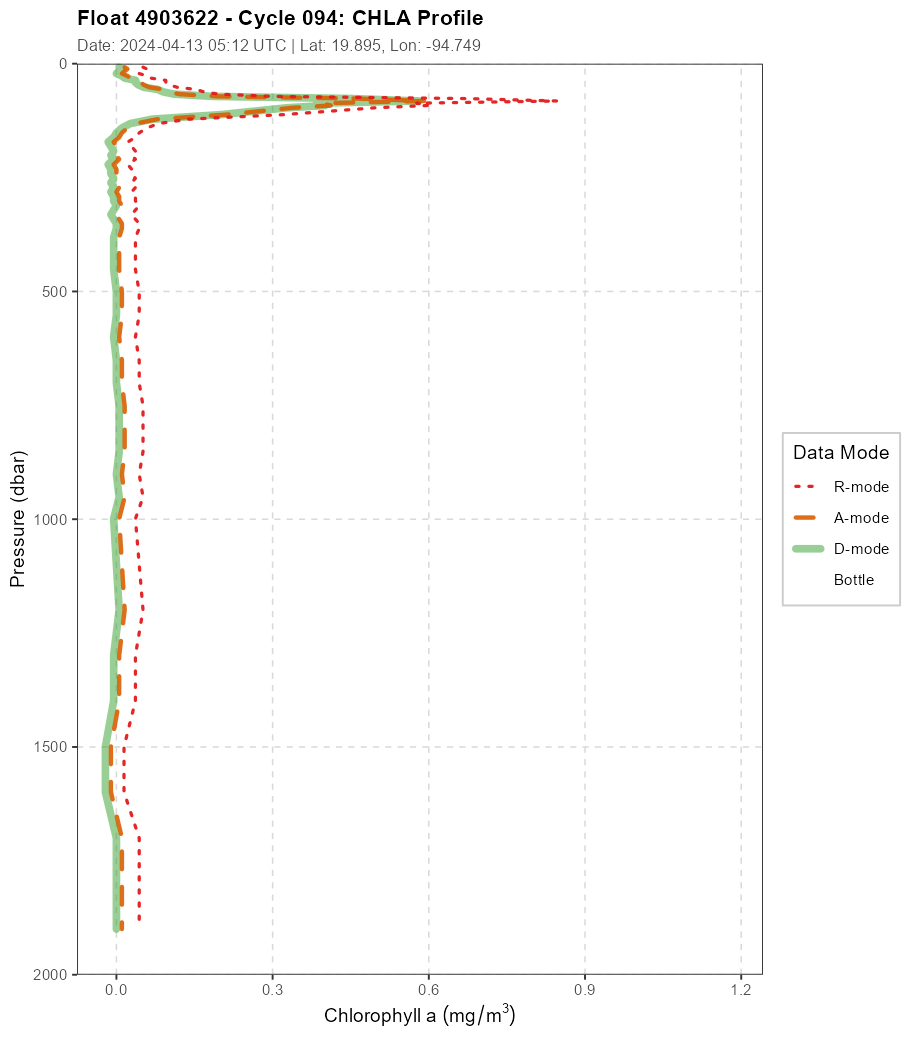 Float 4903622 - Cycle 094: CHLA Profile
Date: 2024-04-13 05:12 UTC | Lat: 19.895, Lon: -94.749
0
500
1000
1500
2000
Pressure (dbar)
0.0 0.3 0.6 0.9 1.2
Chlorophyll a (mg/m³)
Data Mode
R-mode
A-mode
D-mode
Bottle